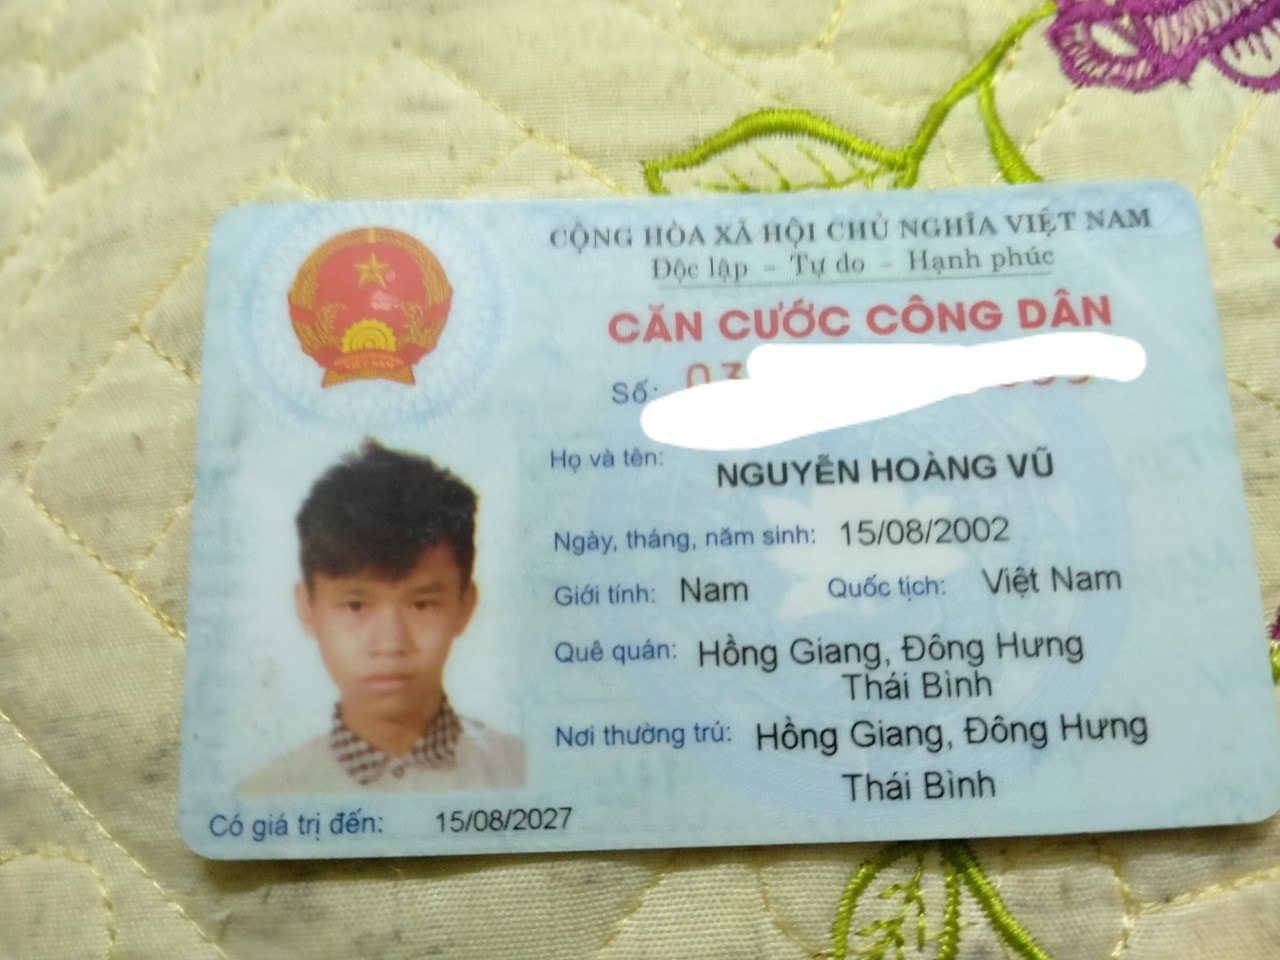 CỘNG HÒA XÃ HỘI CHỦ NGHĨA VIỆT NAM
Độc lập - Tự do - Hạnh phúc
CĂN CƯỚC CÔNG DÂN
Số: 03
Họ và tên: NGUYỄN HOÀNG VŨ
Ngày, tháng, năm sinh: 15/08/2002
Giới tính: Nam Quốc tịch: Việt Nam
Quê quán: Hồng Giang, Đông Hưng
Thái Bình
Nơi thường trú: Hồng Giang, Đông Hưng
Thái Bình
Có giá trị đến: 15/08/2027